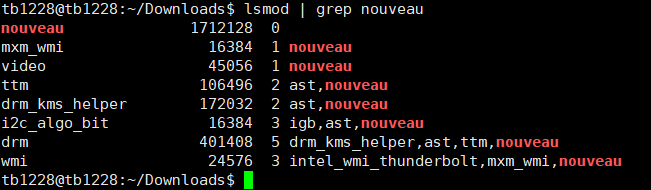 tb1228@tb1228:~/Downloads$ lsmod | grep nouveau
nouveau              1712128  0
mxm_wmi                16384  1 nouveau
video                  45056  1 nouveau
ttm                   106496  2 ast,nouveau
drm_kms_helper        172032  2 ast,nouveau
i2c_algo_bit           16384  3 igb,ast,nouveau
drm                   401408  5 drm_kms_helper,ast,ttm,nouveau
wmi                    24576  3 intel_wmi_thunderbolt,mxm_wmi,nouveau
tb1228@tb1228:~/Downloads$